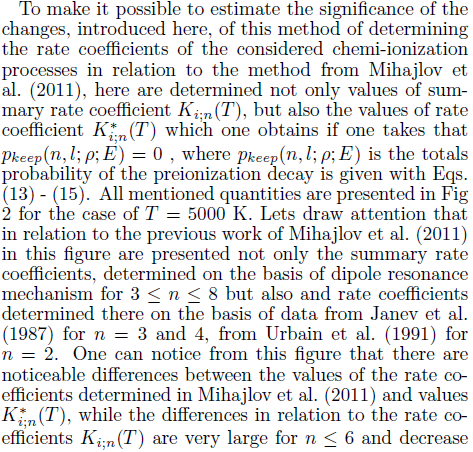 To make it possible to estimate the significance of the
changes, introduced here, of this method of determining
the rate coefficients of the considered chemi-ionization
processes in relation to the method from Mihajlov et
al. (2011), here are determined not only values of sum-
mary rate coefficient K_{i;n}(T), but also the values of rate
coefficient K^*_{i;n}(T) which one obtains if one takes that
p_{keep}(n, l; ρ; E) = 0 , where p_{keep}(n, l; ρ; E) is the totals
probability of the preionization decay is given with Eqs.
(13) - (15). All mentioned quantities are presented in Fig
2 for the case of T = 5000 K. Lets draw attention that
in relation to the previous work of Mihajlov et al. (2011)
in this figure are presented not only the summary rate
coefficients, determined on the basis of dipole resonance
mechanism for 3 ≤ n ≤ 8 but also and rate coefficients
determined there on the basis of data from Janev et al.
(1987) for n = 3 and 4, from Urbain et al. (1991) for
n = 2. One can notice from this figure that there are
noticeable differences between the values of the rate co-
efficients determined in Mihajlov et al. (2011) and values
K^*_{i;n}(T), while the differences in relation to the rate co-
efficients K_{i;n}(T) are very large for n ≤ 6 and decrease